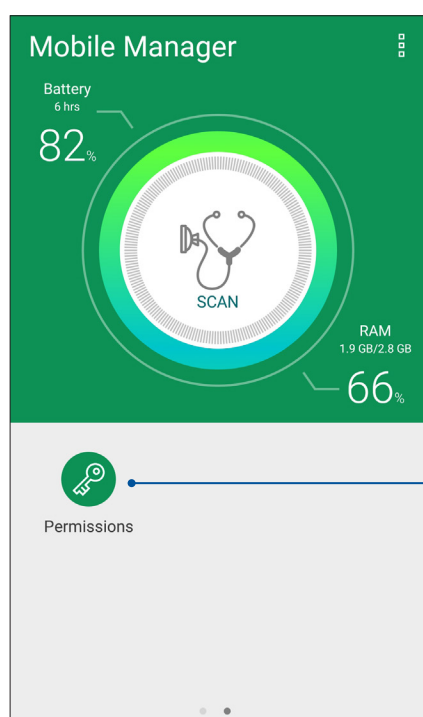 Mobile Manager
Battery
6 hrs
82%
SCAN
RAM
1.9 GB/2.8 GB
66%
Permissions